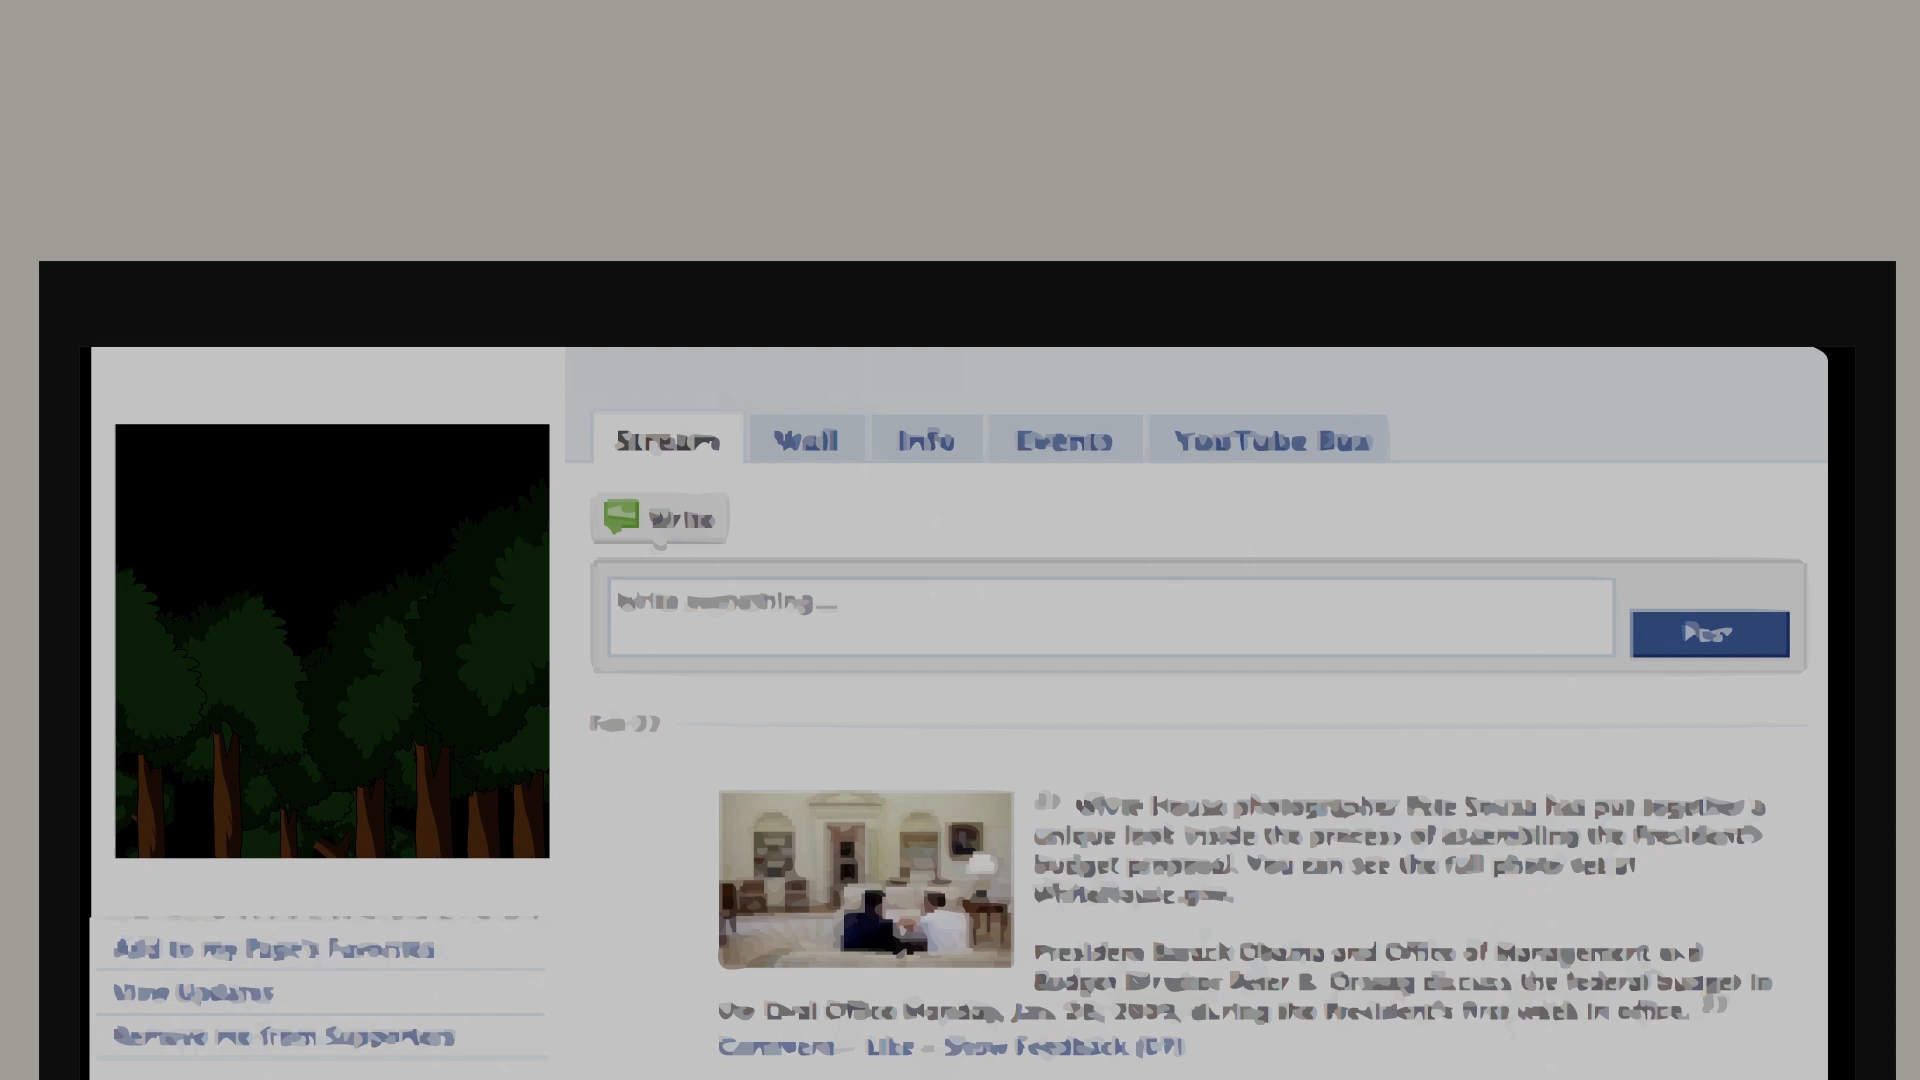 Stream
Wall
Info
Events
YouTube Box
Write
Write something...
Post
White House photographer Pete Souza has put together a
unique look inside the process of assembling the President's
budget proposal. You can see the full photo set at
WhiteHouse.gov.
Add to my Page's Favorites
President Barack Obama and Office of Management and
View Updates
Budget Director Peter R. Orszag discuss the federal budget in
the Oval Office Monday, Jan. 2009, during the President's first week in office.
Remove me from Supporters
Comment - Like - Show Feedback